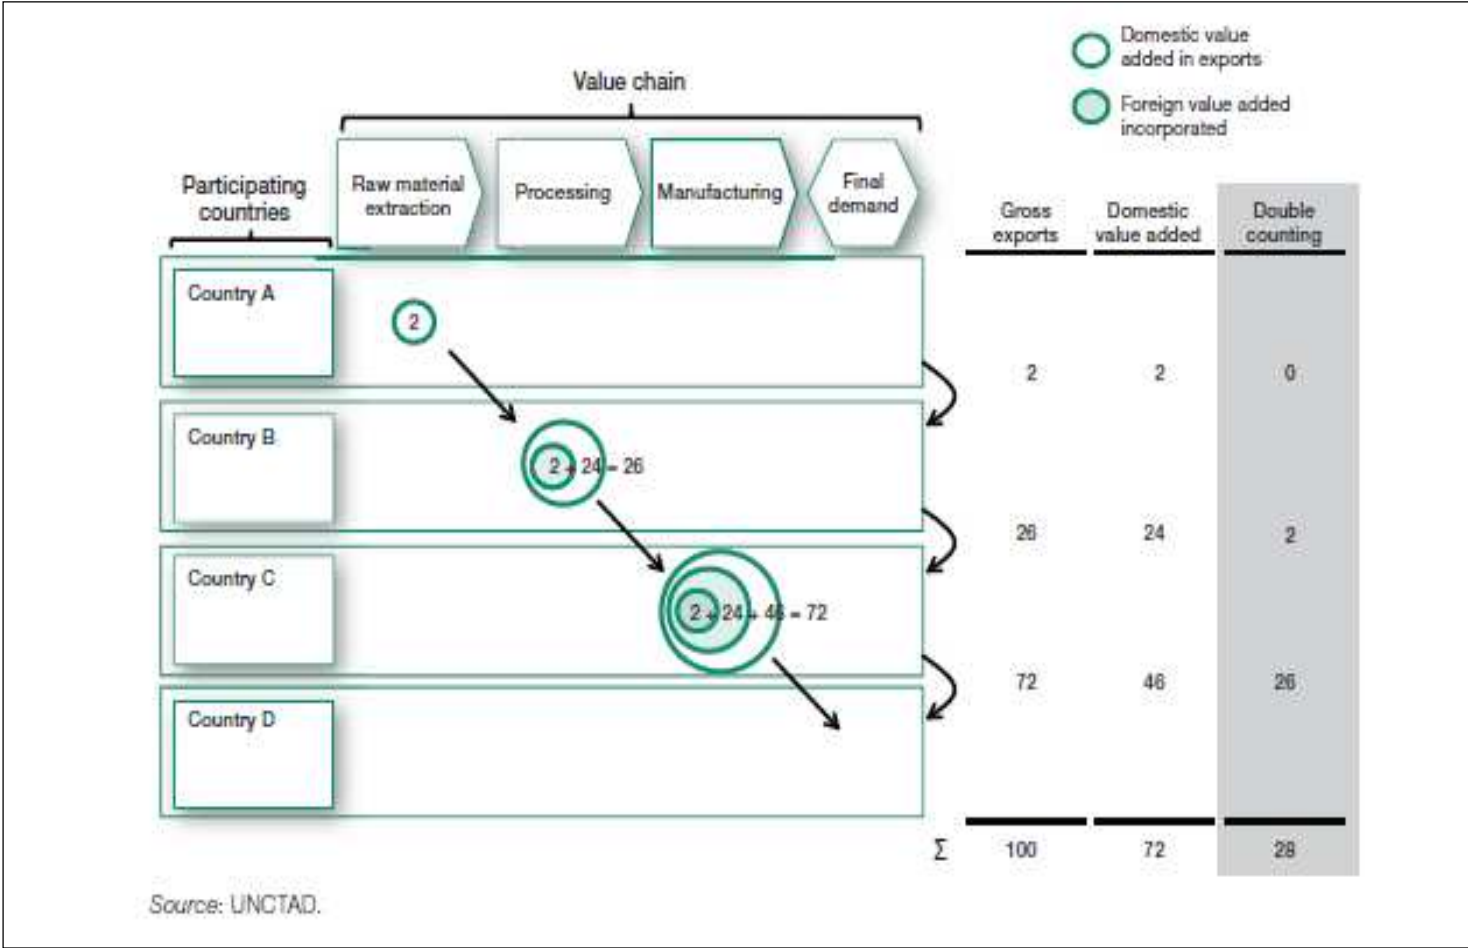 Domestic value
added in exports
Foreign value added
incorporated
Value chain
Participating
countries
Raw material
extraction
Processing
Manufacturing
Final
demand
Gross
exports
Domestic
value added
Double
counting
Country A
2
2 2 0
Country B
2 + 24 = 26
26 24 2
Country C
2 + 24 + 46 = 72
72 46 26
Country D
Σ 100 72 28
Source: UNCTAD.